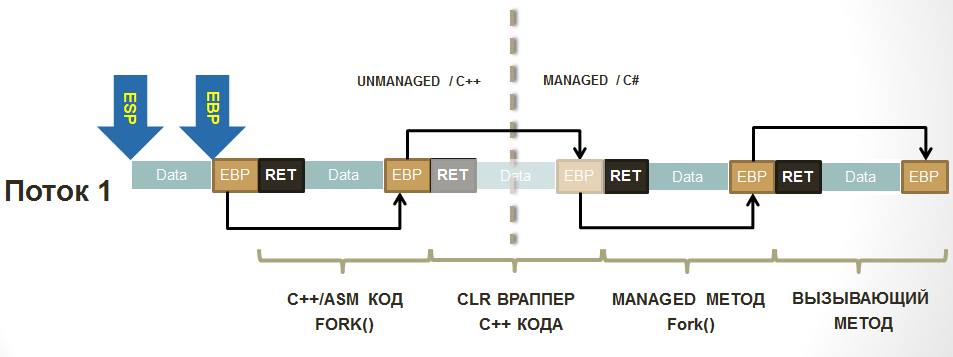 UNMANAGED / C++
MANAGED / C#
ESP
EBP
Поток 1
Data
EBP
RET
Data
EBP
RET
Data
EBP
RET
Data
EBP
RET
Data
EBP
C++/ASM КОД
FORK()
CLR ВРАППЕР
C++ КОДА
MANAGED МЕТОД
Fork()
ВЫЗЫВАЮЩИЙ
МЕТОД